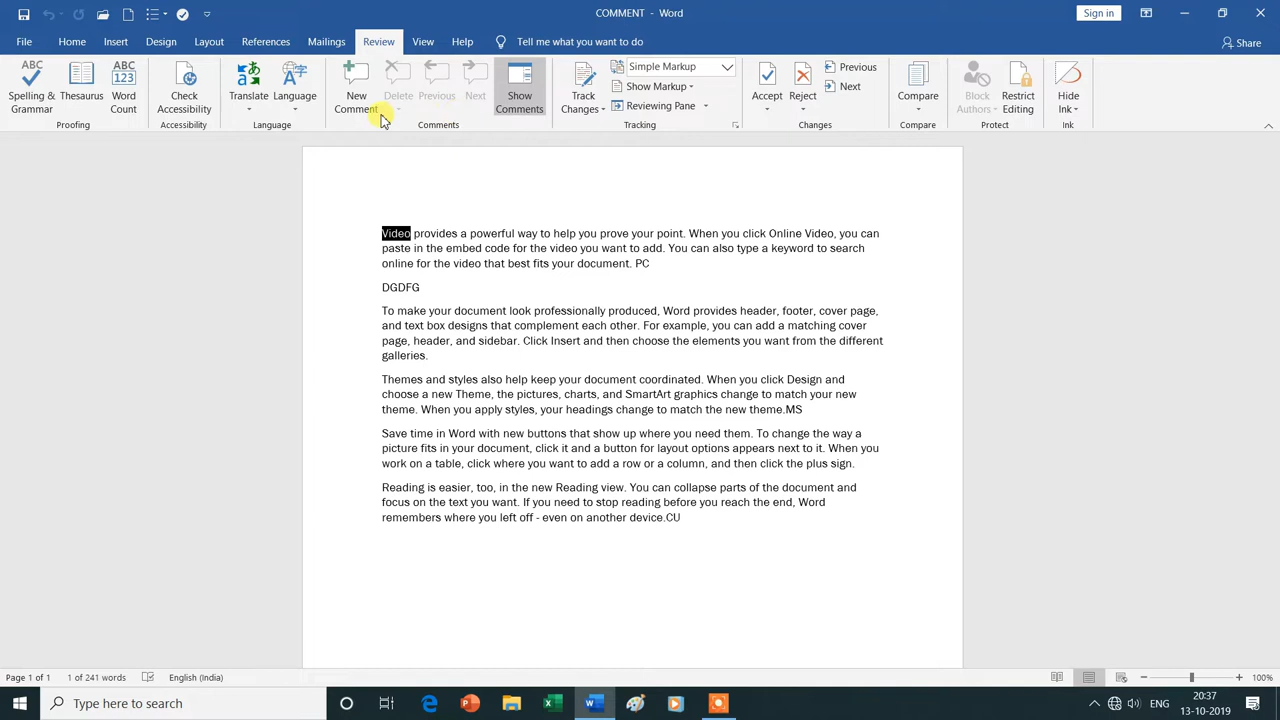 COMMENT - Word
Sign in
File Home Insert Design Layout References Mailings Review View Help Tell me what you want to do Share
ABC Spelling & Grammar
Thesaurus
ABC 123 Word Count
Proofing
Check Accessibility
Accessibility
Translate
Language
Language
New Comment
Delete
Previous
Next
Show Comments
Comments
Track Changes
Simple Markup
Show Markup
Reviewing Pane
Tracking
Accept
Reject
Previous
Next
Changes
Compare
Compare
Block Authors
Restrict Editing
Protect
Hide Ink
Ink
Video provides a powerful way to help you prove your point. When you click Online Video, you can
paste in the embed code for the video you want to add. You can also type a keyword to search
online for the video that best fits your document. PC
DGDFG
To make your document look professionally produced, Word provides header, footer, cover page,
and text box designs that complement each other. For example, you can add a matching cover
page, header, and sidebar. Click Insert and then choose the elements you want from the different
galleries.
Themes and styles also help keep your document coordinated. When you click Design and
choose a new Theme, the pictures, charts, and SmartArt graphics change to match your new
theme. When you apply styles, your headings change to match the new theme.MS
Save time in Word with new buttons that show up where you need them. To change the way a
picture fits in your document, click it and a button for layout options appears next to it. When you
work on a table, click where you want to add a row or a column, and then click the plus sign.
Reading is easier, too, in the new Reading view. You can collapse parts of the document and
focus on the text you want. If you need to stop reading before you reach the end, Word
remembers where you left off - even on another device.CU
Page 1 of 1 1 of 241 words English (India) 100%
Type here to search
ENG
20:37
13-10-2019